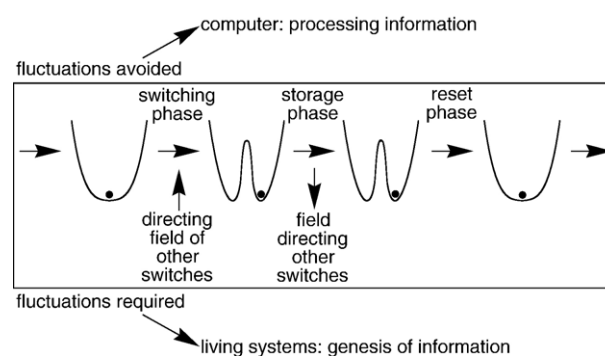 computer: processing information
fluctuations avoided
switching
phase
storage
phase
reset
phase
directing
field of
other
switches
field
directing
other
switches
fluctuations required
living systems: genesis of information